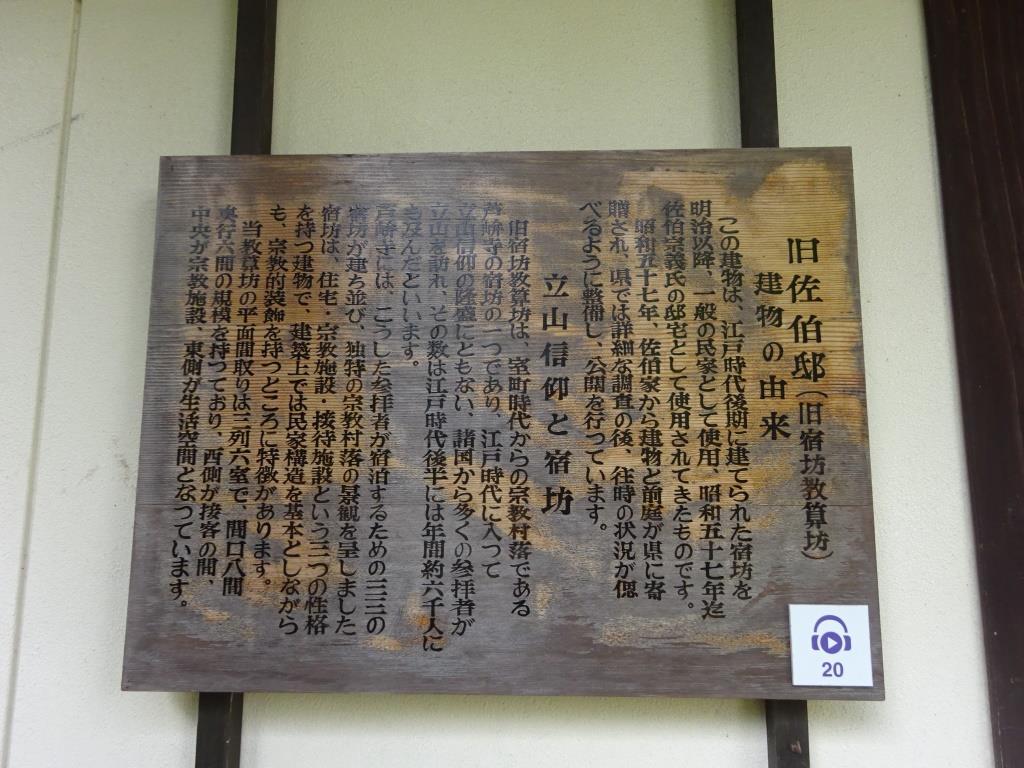 旧佐伯邸（旧宿坊教算坊）
建物の由来
この建物は、江戸時代後期に建てられた宿坊を
明治以降、一般の民家として使用、昭和五十七年迄
佐伯宗義氏の邸宅として使用されてきたものです。
昭和五十七年、佐伯家から建物と前庭が県に寄
贈され、県では詳細な調査の後、往時の状況が偲
べるように整備し、公開を行っています。
立山信仰と宿坊
旧宿坊教算坊は、室町時代からの宗教村落である
芦峅寺の宿坊の一つであり、江戸時代に入って
立山信仰の隆盛にともない、諸国から多くの参拝者が
立山を訪れ、その数は江戸時代後半には年間約六千人に
も及んだといいます。
芦峅寺には、こうした参拝者が宿泊するための三三の
宿坊が建ち並び、独特の宗教村落の景観を呈しました
宿坊は、住宅・宗教施設・接待施設という三つの性格
を持つ建物で、建築上では民家構造を基本としながら
も、宗教的装飾を持つところに特徴があります。
当教算坊の平面間取りは三列六室で、間口八間
奥行六間の規模を持つており、西側が接客の間、
中央が宗教施設、東側が生活空間となつています。
20